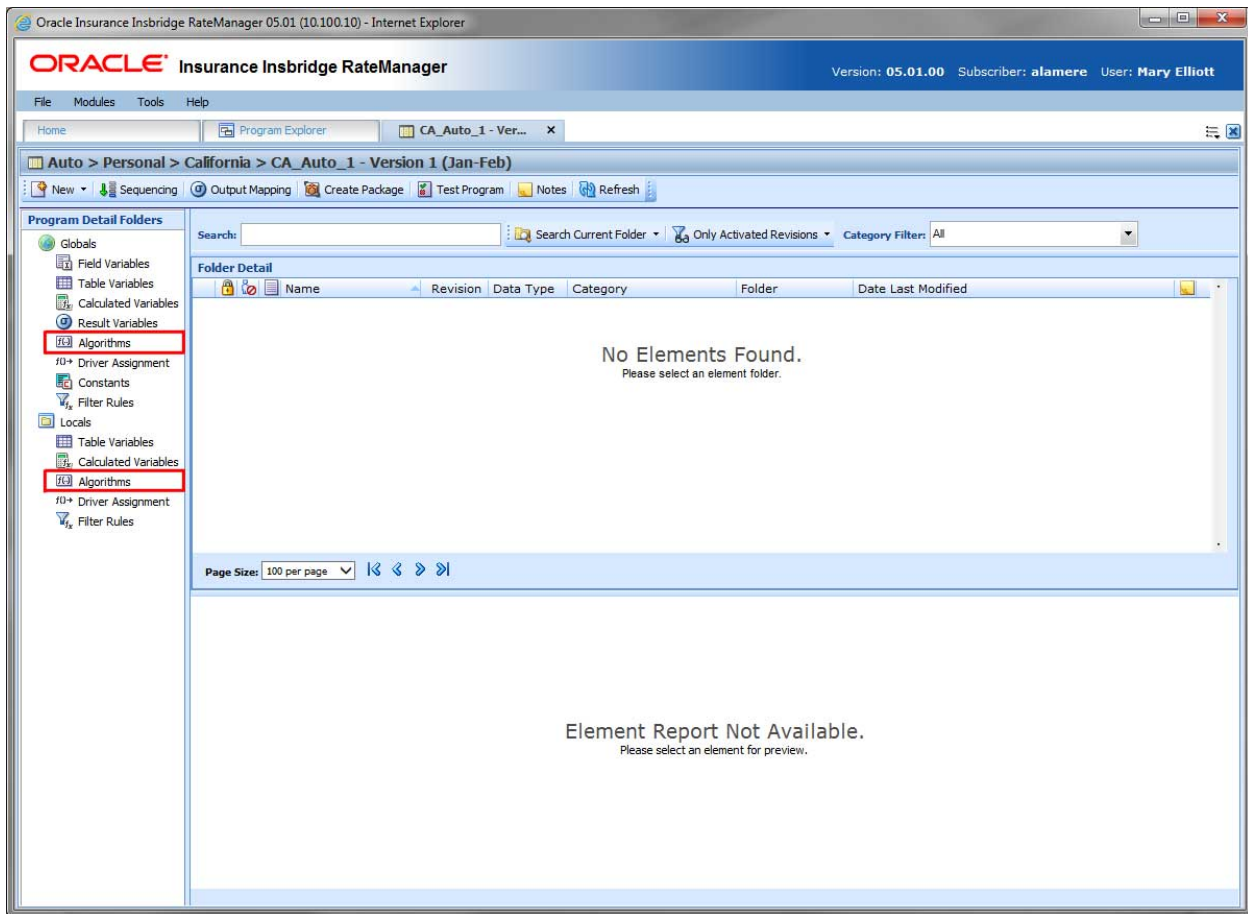 Oracle Insurance Insbridge RateManager 05.01 (10.100.10) - Internet Explorer
ORACLE® Insurance Insbridge RateManager
Version: 05.01.00 Subscriber: alamere User: Mary Elliott
File Modules Tools Help
Home Program Explorer CA_Auto_1 - Ver... X
Auto > Personal > California > CA_Auto_1 - Version 1 (Jan-Feb)
New Sequencing Output Mapping Create Package Test Program Notes Refresh
Program Detail Folders
Globals
Field Variables
Table Variables
Calculated Variables
Result Variables
Algorithms
Driver Assignment
Constants
Filter Rules
Locals
Table Variables
Calculated Variables
Algorithms
Driver Assignment
Filter Rules
Search: Search Current Folder Only Activated Revisions Category Filter: All
Folder Detail
Name Revision Data Type Category Folder Date Last Modified
No Elements Found.
Please select an element folder.
Page Size: 100 per page
Element Report Not Available.
Please select an element for preview.